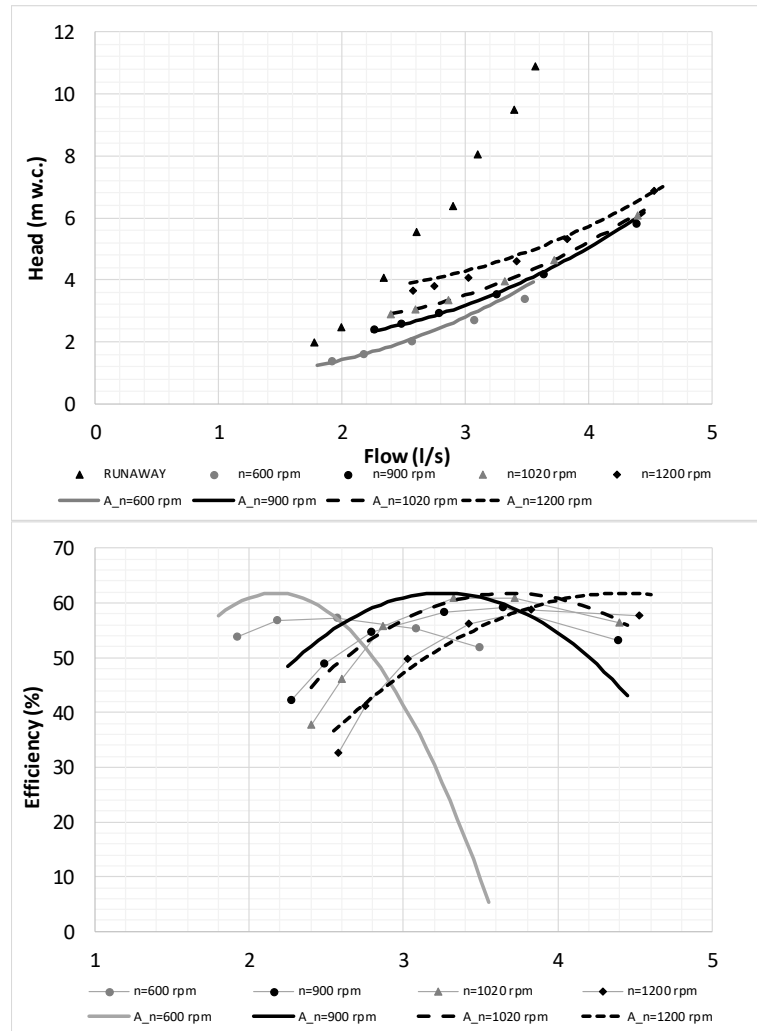 12
10
8
6
4
2
0
Head (m w.c.)
0 1 2 3 4 5
Flow (l/s)
RUNAWAY n=600 rpm n=900 rpm n=1020 rpm n=1200 rpm
A_n=600 rpm A_n=900 rpm A_n=1020 rpm A_n=1200 rpm
70
60
50
40
30
20
10
0
Efficiency (%)
1 2 3 4 5
n=600 rpm n=900 rpm n=1020 rpm n=1200 rpm
A_n=600 rpm A_n=900 rpm A_n=1020 rpm A_n=1200 rpm